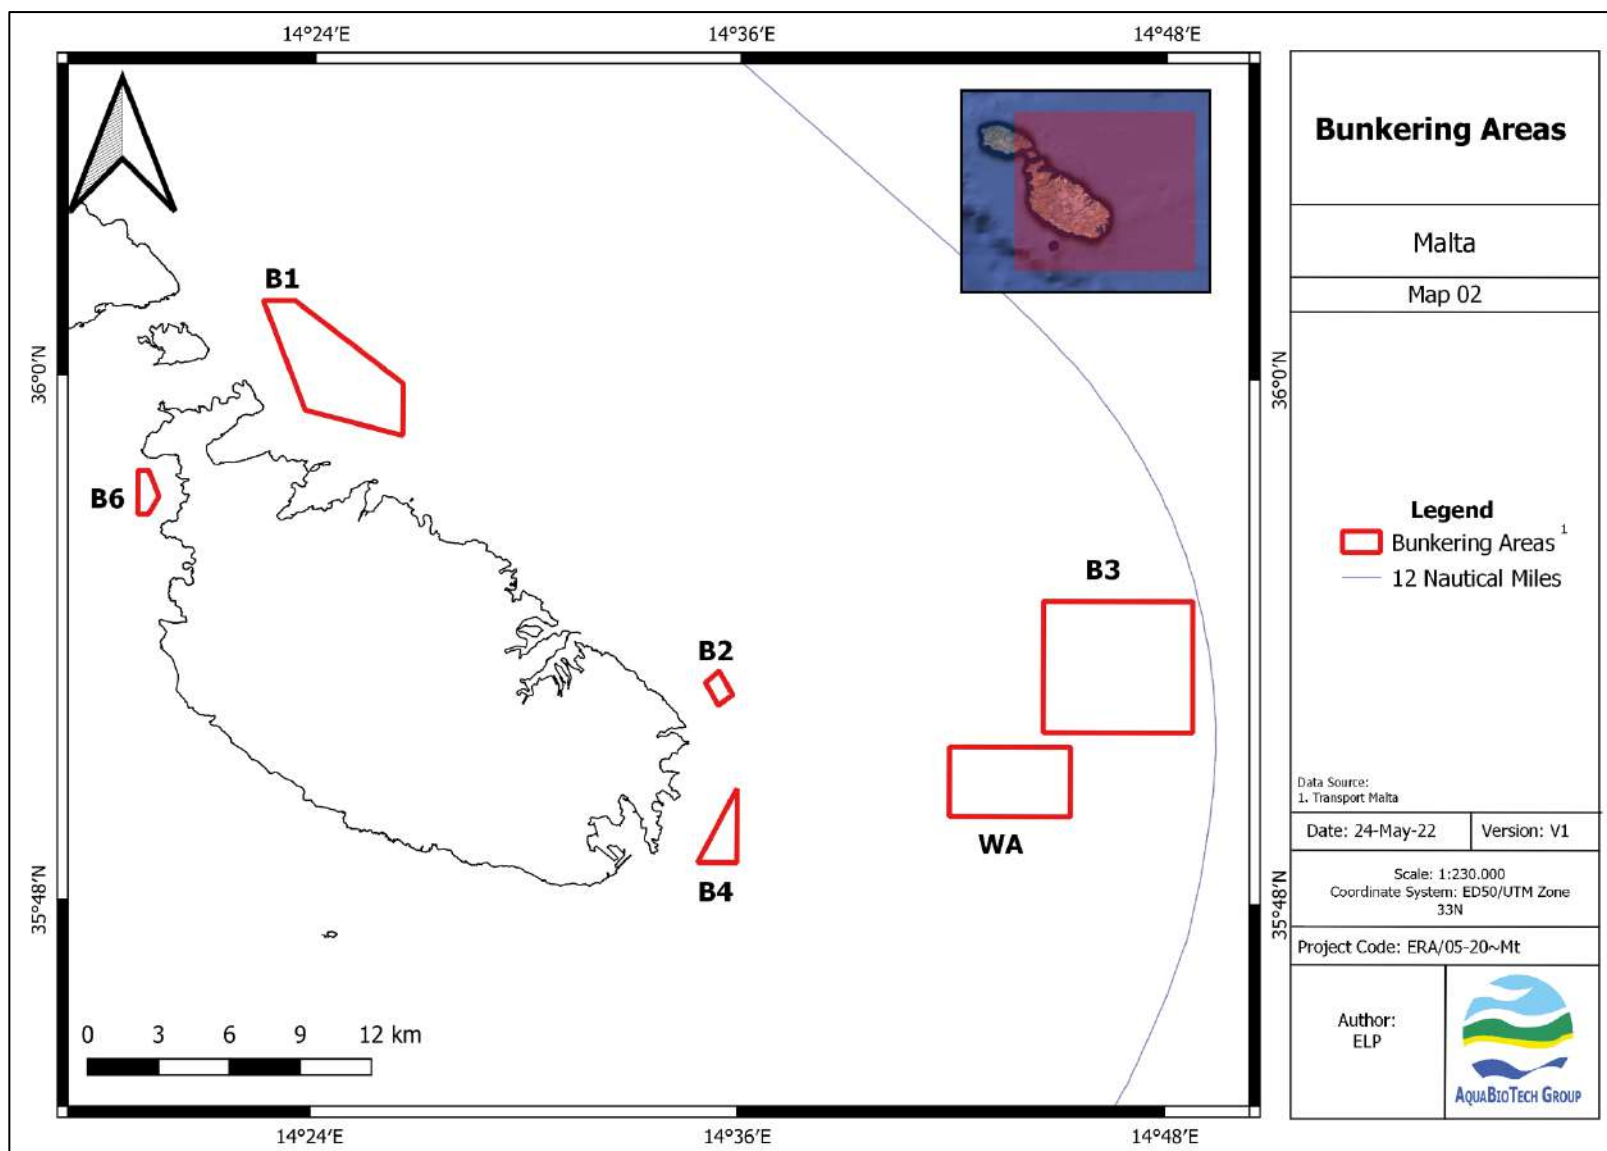 14°24'E
14°36'E
14°48'E
B1
36°0'N
36°0'N
B6
B3
B2
WA
B4
35°48'N
35°48'N
0 3 6 9 12 km
14°24'E
14°36'E
14°48'E
Bunkering Areas
Malta
Map 02
Legend
Bunkering Areas 1
12 Nautical Miles
Data Source:
1. Transport Malta
Date: 24-May-22
Version: V1
Scale: 1:230.000
Coordinate System: ED50/UTM Zone
33N
Project Code: ERA/05-20~Mt
Author:
ELP
AQUABIOTECH GROUP